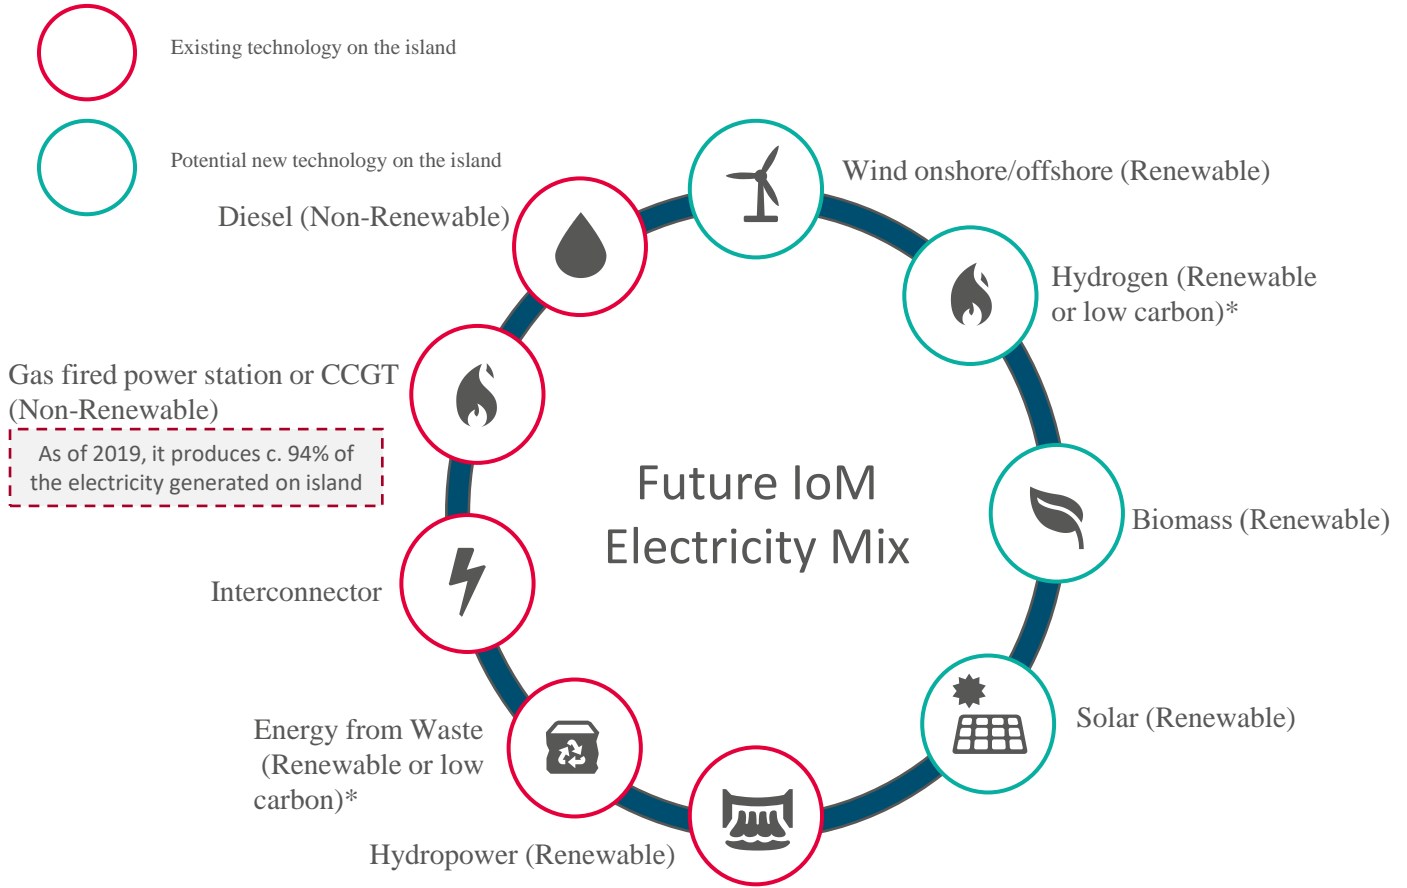 Existing technology on the island
Potential new technology on the island
Wind onshore/offshore (Renewable)
Diesel (Non-Renewable)
Hydrogen (Renewable
or low carbon)*
Gas fired power station or CCGT
(Non-Renewable)
As of 2019, it produces c. 94% of
the electricity generated on island
Future IoM
Electricity Mix
Biomass (Renewable)
Interconnector
Solar (Renewable)
Energy from Waste
(Renewable or low
carbon)*
Hydropower (Renewable)